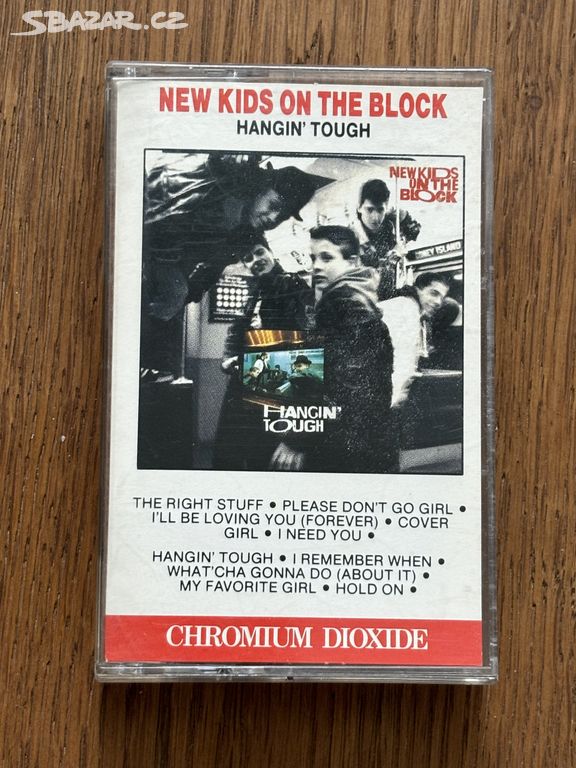 SBAZAR.CZ
NEW KIDS ON THE BLOCK
HANGIN' TOUGH
NEW KIDS
ON THE
BLOCK
CONEY ISLAND
HANGIN'
TOUGH
THE RIGHT STUFF • PLEASE DON'T GO GIRL •
I'LL BE LOVING YOU (FOREVER) • COVER
GIRL • I NEED YOU •
HANGIN' TOUGH • I REMEMBER WHEN •
WHAT'CHA GONNA DO (ABOUT IT) •
MY FAVORITE GIRL • HOLD ON •
CHROMIUM DIOXIDE